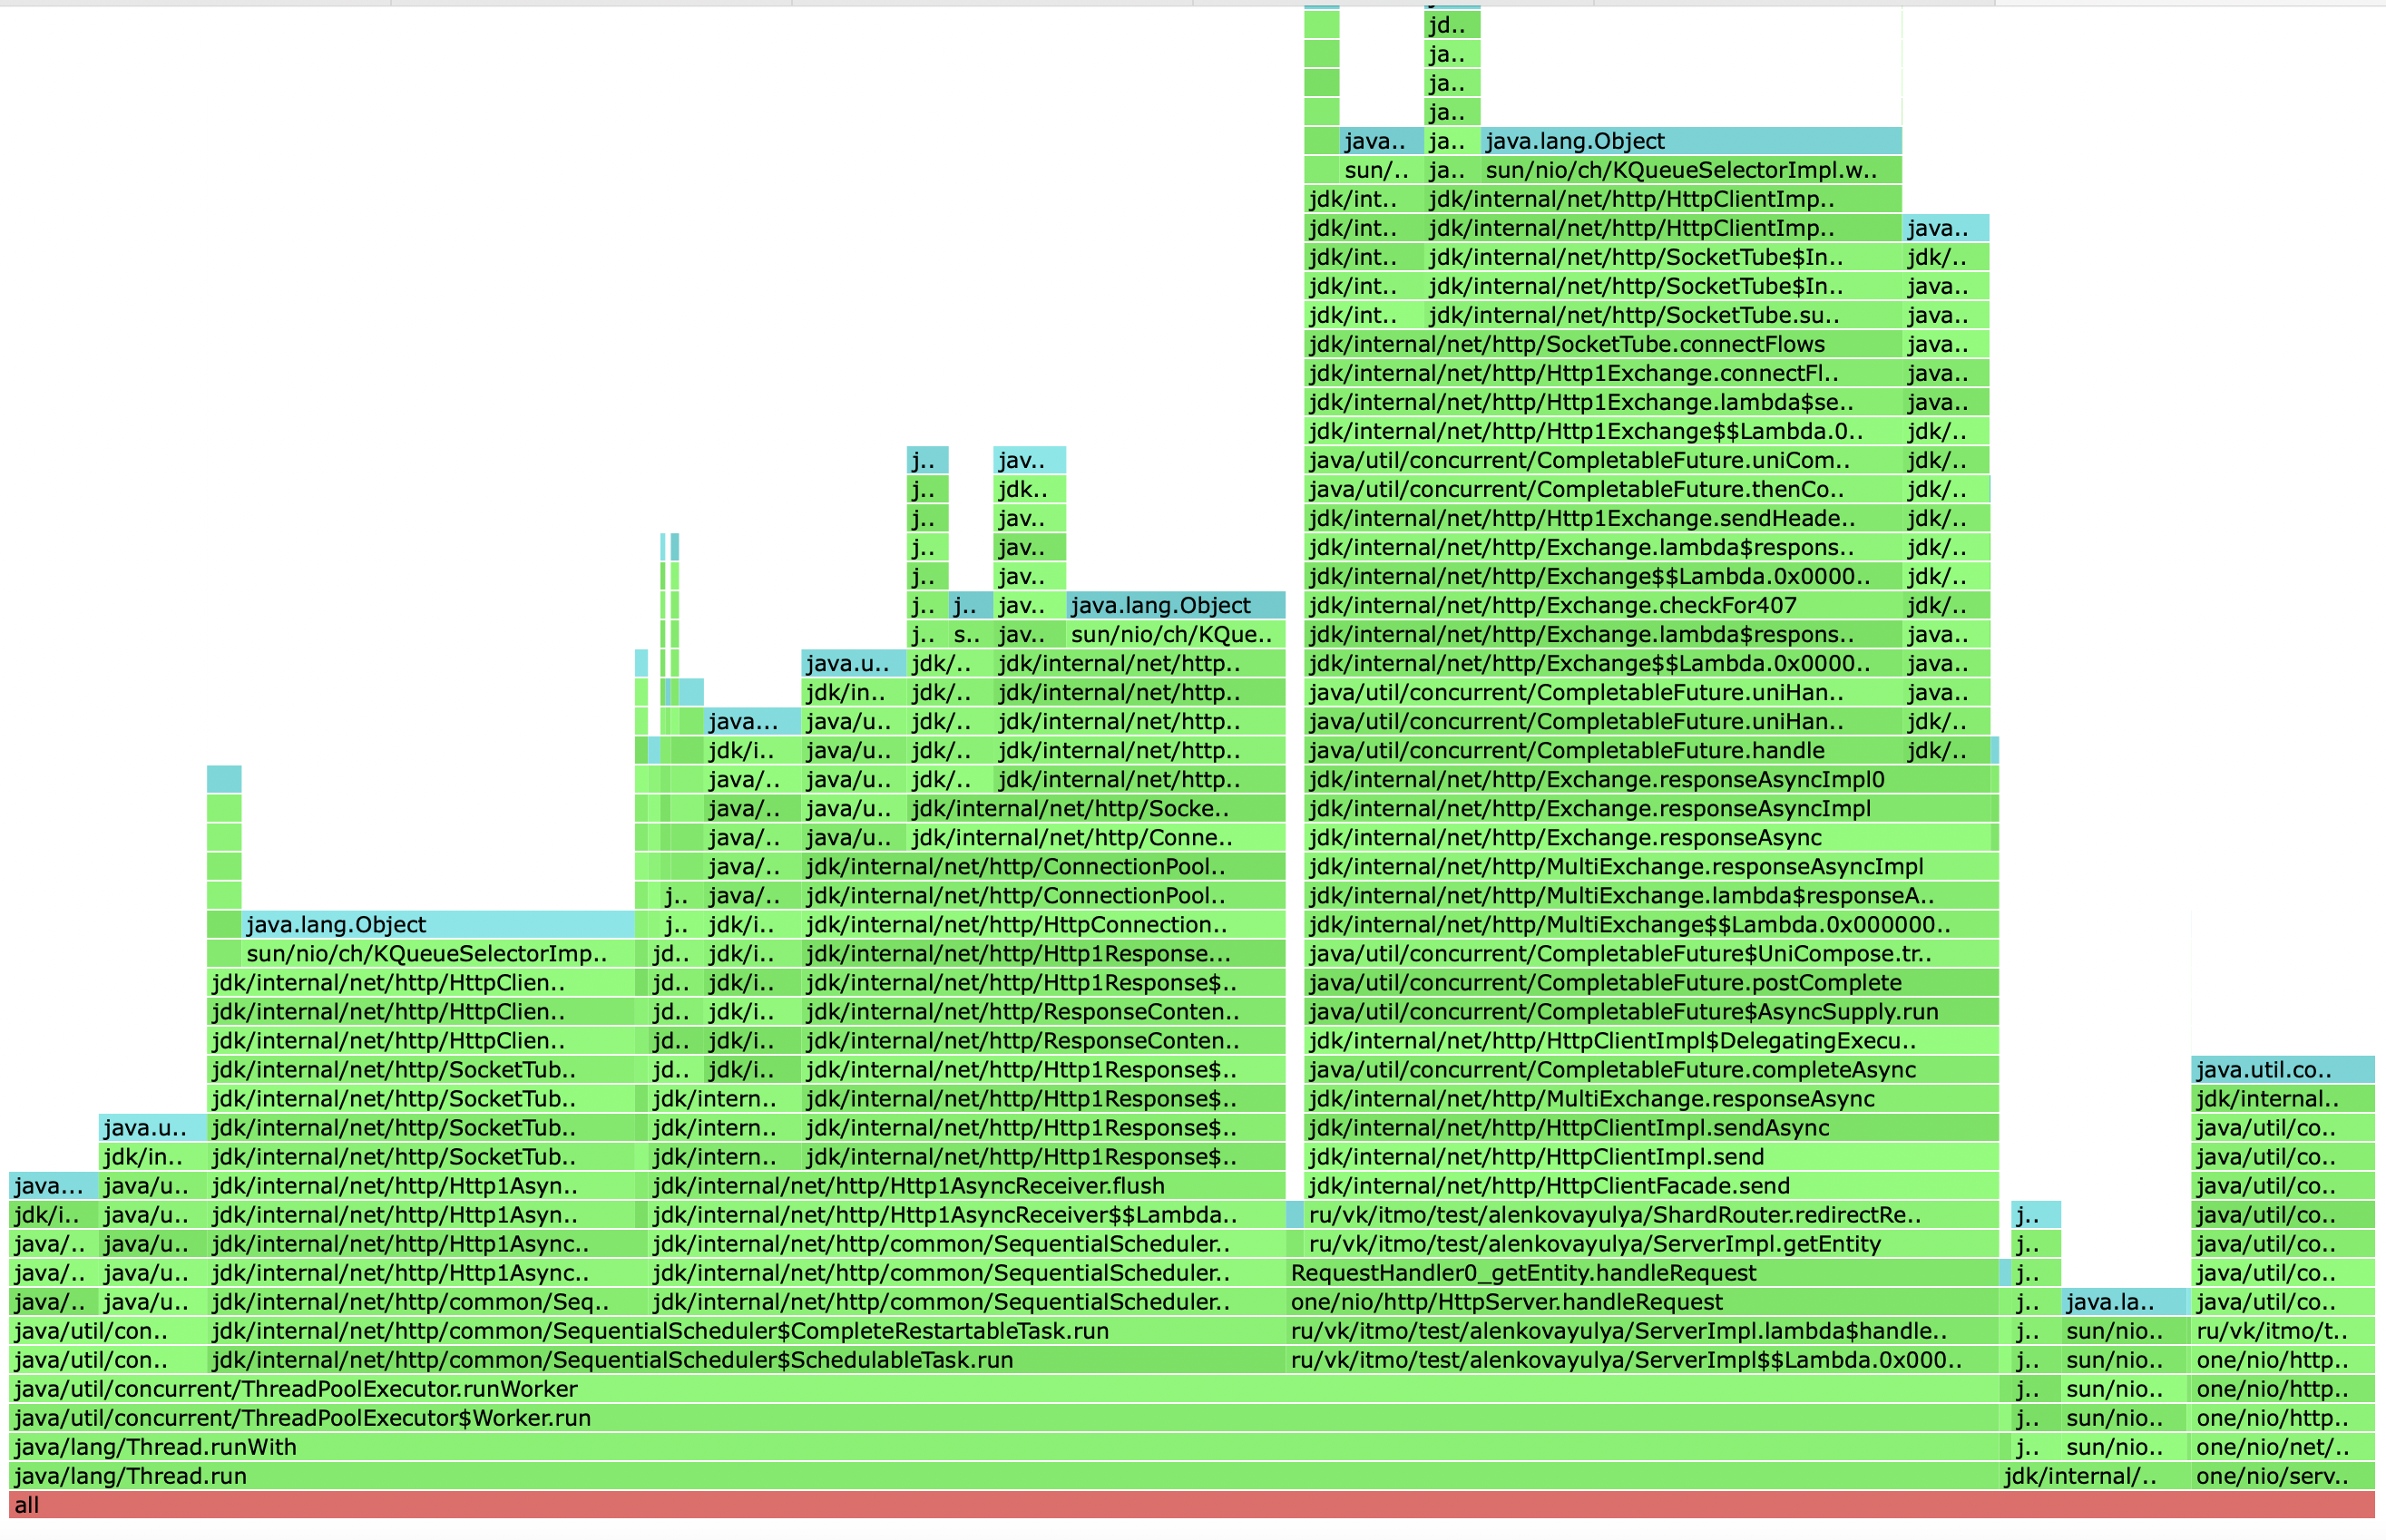 jd..
ja..
ja..
ja..
java.. ja.. java.lang.Object
sun/.. ja.. sun/nio/ch/KQueueSelectorImpl.w..
jdk/int.. jdk/internal/net/http/HttpClientImp..
jdk/int.. jdk/internal/net/http/HttpClientImp.. java..
jdk/int.. jdk/internal/net/http/SocketTube$In.. jdk/..
jdk/int.. jdk/internal/net/http/SocketTube$In.. java..
jdk/int.. jdk/internal/net/http/SocketTube.su.. java..
jdk/internal/net/http/SocketTube.connectFlows java..
jdk/internal/net/http/Http1Exchange.connectFl.. java..
jdk/internal/net/http/Http1Exchange.lambda$se.. java..
jdk/internal/net/http/Http1Exchange$$Lambda.0.. jdk/..
j.. jav.. java/util/concurrent/CompletableFuture.uniCom.. jdk/..
j.. jdk.. java/util/concurrent/CompletableFuture.thenCo.. jdk/..
j.. jav.. jdk/internal/net/http/Http1Exchange.sendHeade.. jdk/..
j.. jav.. jdk/internal/net/http/Exchange.lambda$respons.. jdk/..
j.. jav.. jdk/internal/net/http/Exchange$$Lambda.0x0000.. jdk/..
j.. j.. jav.. java.lang.Object jdk/internal/net/http/Exchange.checkFor407 jdk/..
j.. s.. jav.. sun/nio/ch/KQue.. jdk/internal/net/http/Exchange.lambda$respons.. java..
java.u.. jdk/.. jdk/internal/net/http.. jdk/internal/net/http/Exchange$$Lambda.0x0000.. java..
jdk/in.. jdk/.. jdk/internal/net/http.. java/util/concurrent/CompletableFuture.uniHan.. java..
java... java/u.. jdk/.. jdk/internal/net/http.. java/util/concurrent/CompletableFuture.uniHan.. jdk/..
jdk/i.. java/u.. jdk/.. jdk/internal/net/http.. java/util/concurrent/CompletableFuture.handle jdk/..
java/.. java/u.. jdk/.. jdk/internal/net/http.. jdk/internal/net/http/Exchange.responseAsyncImpl0
java/.. java/u.. jdk/internal/net/http/Socke.. jdk/internal/net/http/Exchange.responseAsyncImpl
java/.. java/u.. jdk/internal/net/http/Conne.. jdk/internal/net/http/Exchange.responseAsync
java/.. jdk/internal/net/http/ConnectionPool.. jdk/internal/net/http/MultiExchange.responseAsyncImpl
j.. java/.. jdk/internal/net/http/ConnectionPool.. jdk/internal/net/http/MultiExchange.lambda$responseA..
java.lang.Object j.. jdk/i.. jdk/internal/net/http/HttpConnection.. jdk/internal/net/http/MultiExchange$$Lambda.0x000000..
sun/nio/ch/KQueueSelectorImp.. jd.. jdk/i.. jdk/internal/net/http/Http1Response... java/util/concurrent/CompletableFuture$UniCompose.tr..
jdk/internal/net/http/HttpClien.. jd.. jdk/i.. jdk/internal/net/http/Http1Response$.. java/util/concurrent/CompletableFuture.postComplete
jdk/internal/net/http/HttpClien.. jd.. jdk/i.. jdk/internal/net/http/ResponseConten.. java/util/concurrent/CompletableFuture$AsyncSupply.run
jdk/internal/net/http/HttpClien.. jd.. jdk/i.. jdk/internal/net/http/ResponseConten.. jdk/internal/net/http/HttpClientImpl$DelegatingExecu..
jdk/internal/net/http/SocketTub.. jd.. jdk/i.. jdk/internal/net/http/Http1Response$.. java/util/concurrent/CompletableFuture.completeAsync java.util.co..
jdk/internal/net/http/SocketTub.. jdk/intern.. jdk/internal/net/http/Http1Response$.. jdk/internal/net/http/MultiExchange.responseAsync jdk/internal..
java.u.. jdk/internal/net/http/SocketTub.. jdk/intern.. jdk/internal/net/http/Http1Response$.. jdk/internal/net/http/HttpClientImpl.sendAsync java/util/co..
jdk/in.. jdk/internal/net/http/SocketTub.. jdk/intern.. jdk/internal/net/http/Http1Response$.. jdk/internal/net/http/HttpClientImpl.send java/util/co..
java... java/u.. jdk/internal/net/http/Http1Asyn.. jdk/internal/net/http/Http1AsyncReceiver.flush jdk/internal/net/http/HttpClientFacade.send java/util/co..
jdk/i.. java/u.. jdk/internal/net/http/Http1Asyn.. jdk/internal/net/http/Http1AsyncReceiver$$Lambda.. ru/vk/itmo/test/alenkovayulya/ShardRouter.redirectRe.. j.. java/util/co..
java/.. java/u.. jdk/internal/net/http/Http1Async.. jdk/internal/net/http/common/SequentialScheduler.. ru/vk/itmo/test/alenkovayulya/ServerImpl.getEntity j.. java/util/co..
java/.. java/u.. jdk/internal/net/http/Http1Async.. jdk/internal/net/http/common/SequentialScheduler.. RequestHandler0_getEntity.handleRequest j.. java/util/co..
java/.. java/u.. jdk/internal/net/http/common/Seq.. jdk/internal/net/http/common/SequentialScheduler.. one/nio/http/HttpServer.handleRequest j.. java.la.. java/util/co..
java/util/con.. jdk/internal/net/http/common/SequentialScheduler$CompleteRestartableTask.run ru/vk/itmo/test/alenkovayulya/ServerImpl.lambda$handle.. j.. sun/nio.. ru/vk/itmo/t..
java/util/con.. jdk/internal/net/http/common/SequentialScheduler$SchedulableTask.run ru/vk/itmo/test/alenkovayulya/ServerImpl$$Lambda.0x000.. j.. sun/nio.. one/nio/http..
java/util/concurrent/ThreadPoolExecutor.runWorker j.. sun/nio.. one/nio/http..
java/util/concurrent/ThreadPoolExecutor$Worker.run j.. sun/nio.. one/nio/http..
java/lang/Thread.runWith j.. sun/nio.. one/nio/net/..
java/lang/Thread.run jdk/internal/.. one/nio/serv..
all